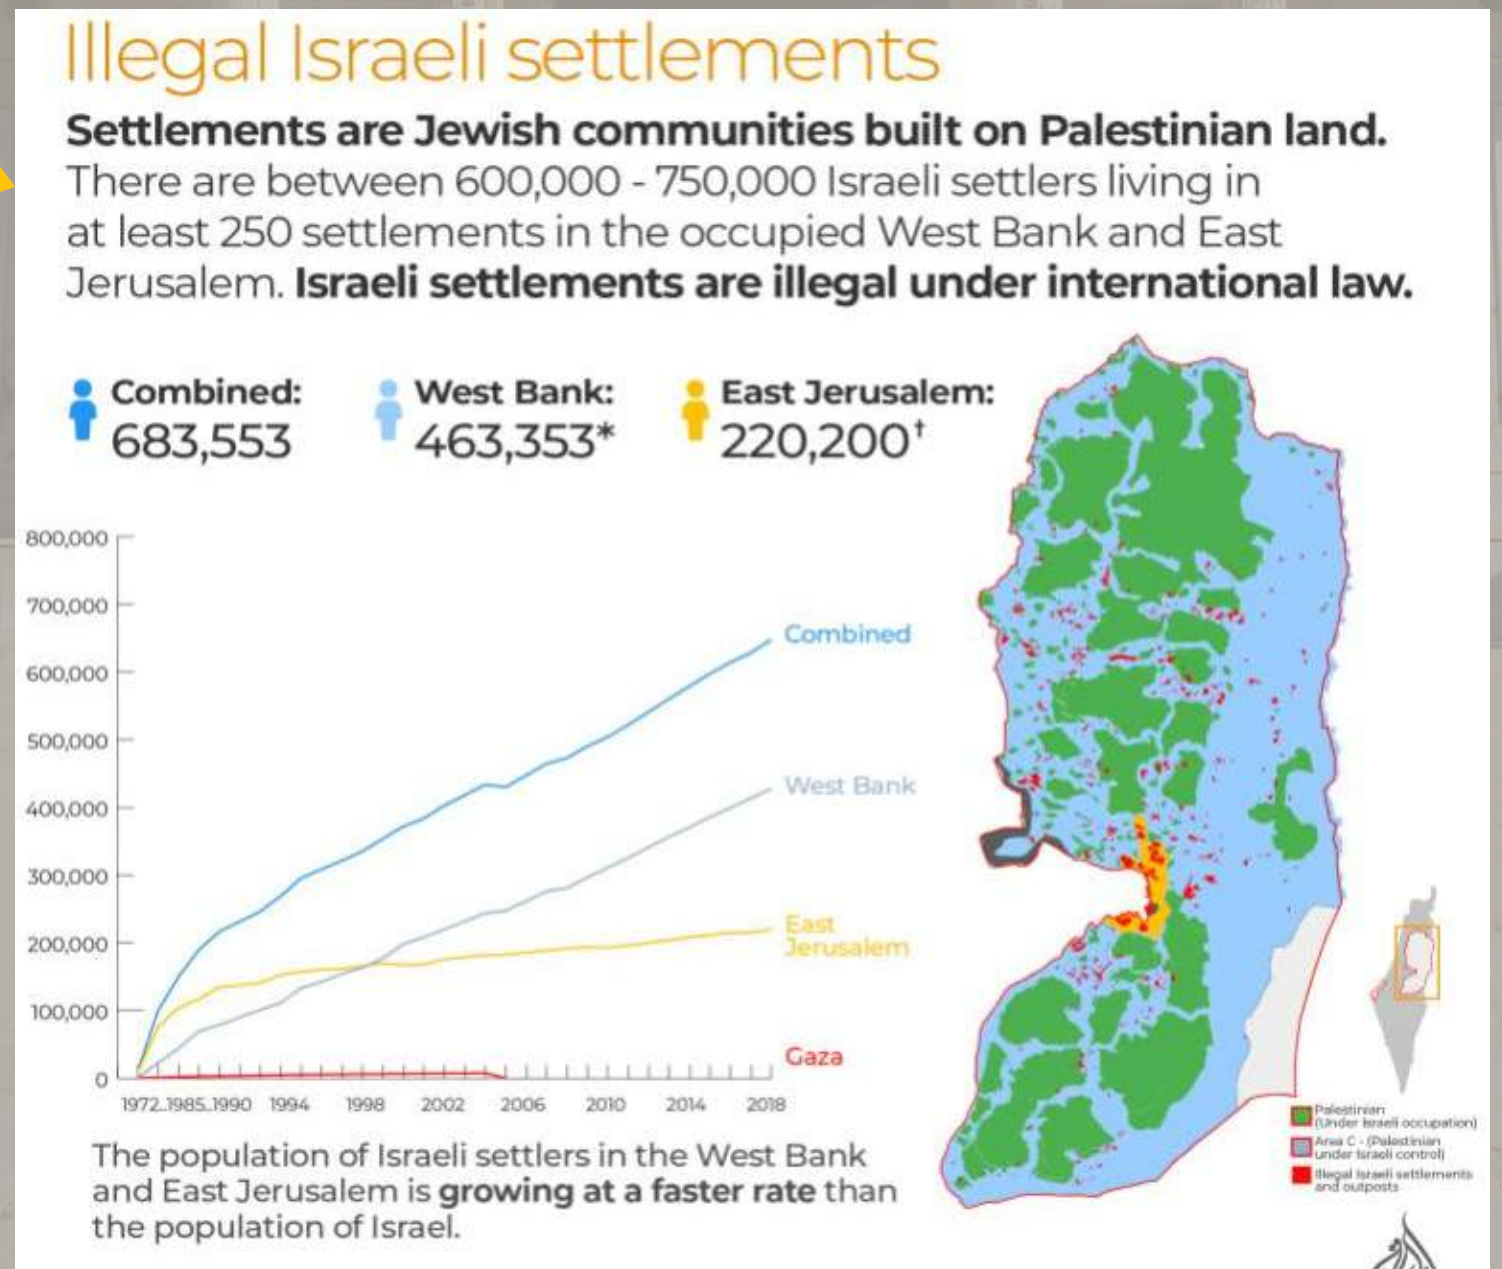 Illegal Israeli settlements
Settlements are Jewish communities built on Palestinian land.
There are between 600,000 - 750,000 Israeli settlers living in
at least 250 settlements in the occupied West Bank and East
Jerusalem. Israeli settlements are illegal under international law.
Combined:
683,553
West Bank:
463,353*
East Jerusalem:
220,200†
800,000
700,000
600,000
500,000
400,000
300,000
200,000
100,000
0
Combined
West Bank
East
Jerusalem
Gaza
1972..1985..1990 1994 1998 2002 2006 2010 2014 2018
The population of Israeli settlers in the West Bank
and East Jerusalem is growing at a faster rate than
the population of Israel.
Palestinian
(Under Israeli occupation)
Area C - (Palestinian
under Israeli control)
Illegal Israeli settlements
and outposts